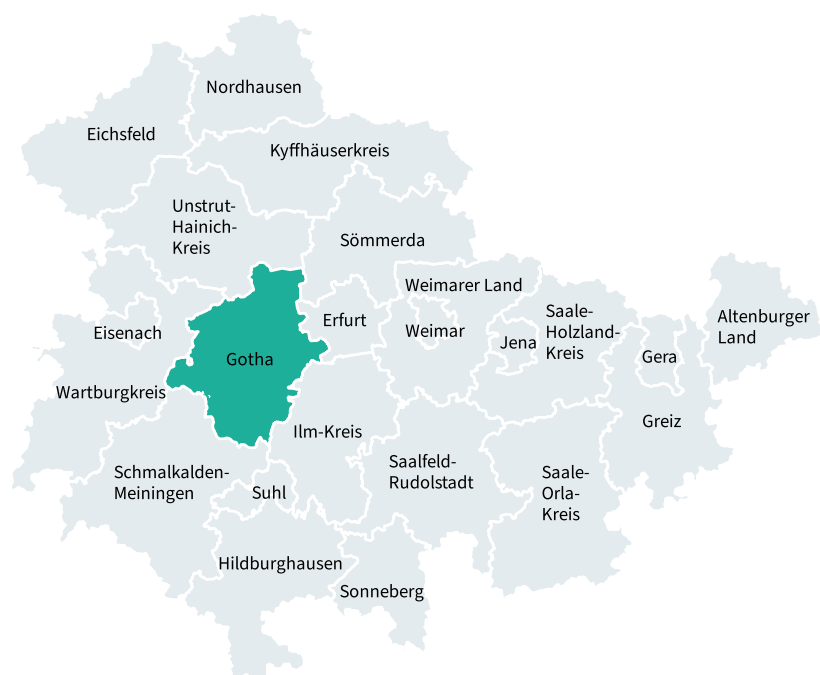 Nordhausen
Eichsfeld
Kyffhäuserkreis
Unstrut-
Hainich-
Kreis
Sömmerda
Weimarer Land
Saale-
Holzland-
Kreis
Altenburger
Land
Eisenach
Erfurt
Weimar
Jena
Gera
Gotha
Wartburgkreis
Greiz
Ilm-Kreis
Saalfeld-
Rudolstadt
Schmalkalden-
Meiningen
Suhl
Saale-
Orla-
Kreis
Hildburghausen
Sonneberg